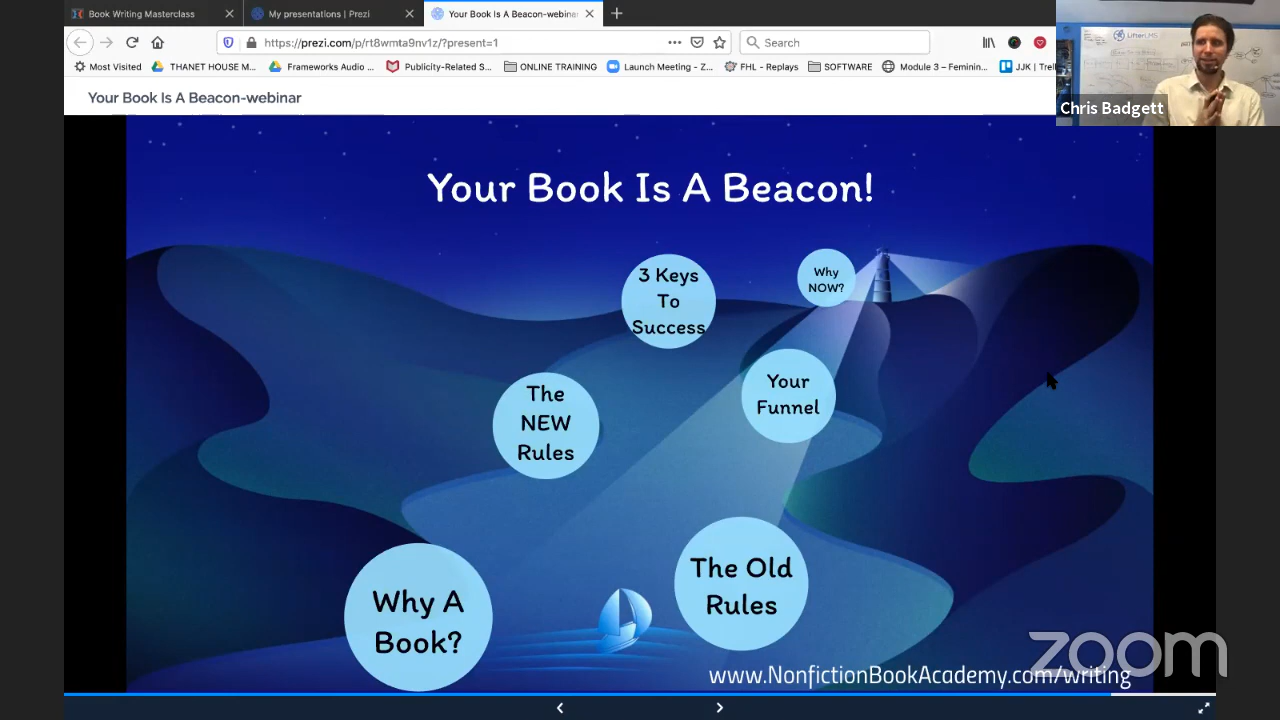 Book Writing Masterclass
My presentations | Prezi
Your Book Is A Beacon-webinar
https://prezi.com/p/rt8wmta9nvlz/?present=1
Search
Most Visited
THANET HOUSE M...
Frameworks Audio ...
Publicity-Related S...
ONLINE TRAINING
Launch Meeting - Z...
FHL - Replays
SOFTWARE
Module 3 – Feminin...
JJK | Trell
LifterLMS
Chris Badgett
Your Book Is A Beacon-webinar
Your Book Is A Beacon!
3 Keys
To
Success
Why
NOW?
The
NEW
Rules
Your
Funnel
Why A
Book?
The Old
Rules
zoom
www.NonfictionBookAcademy.com/writing